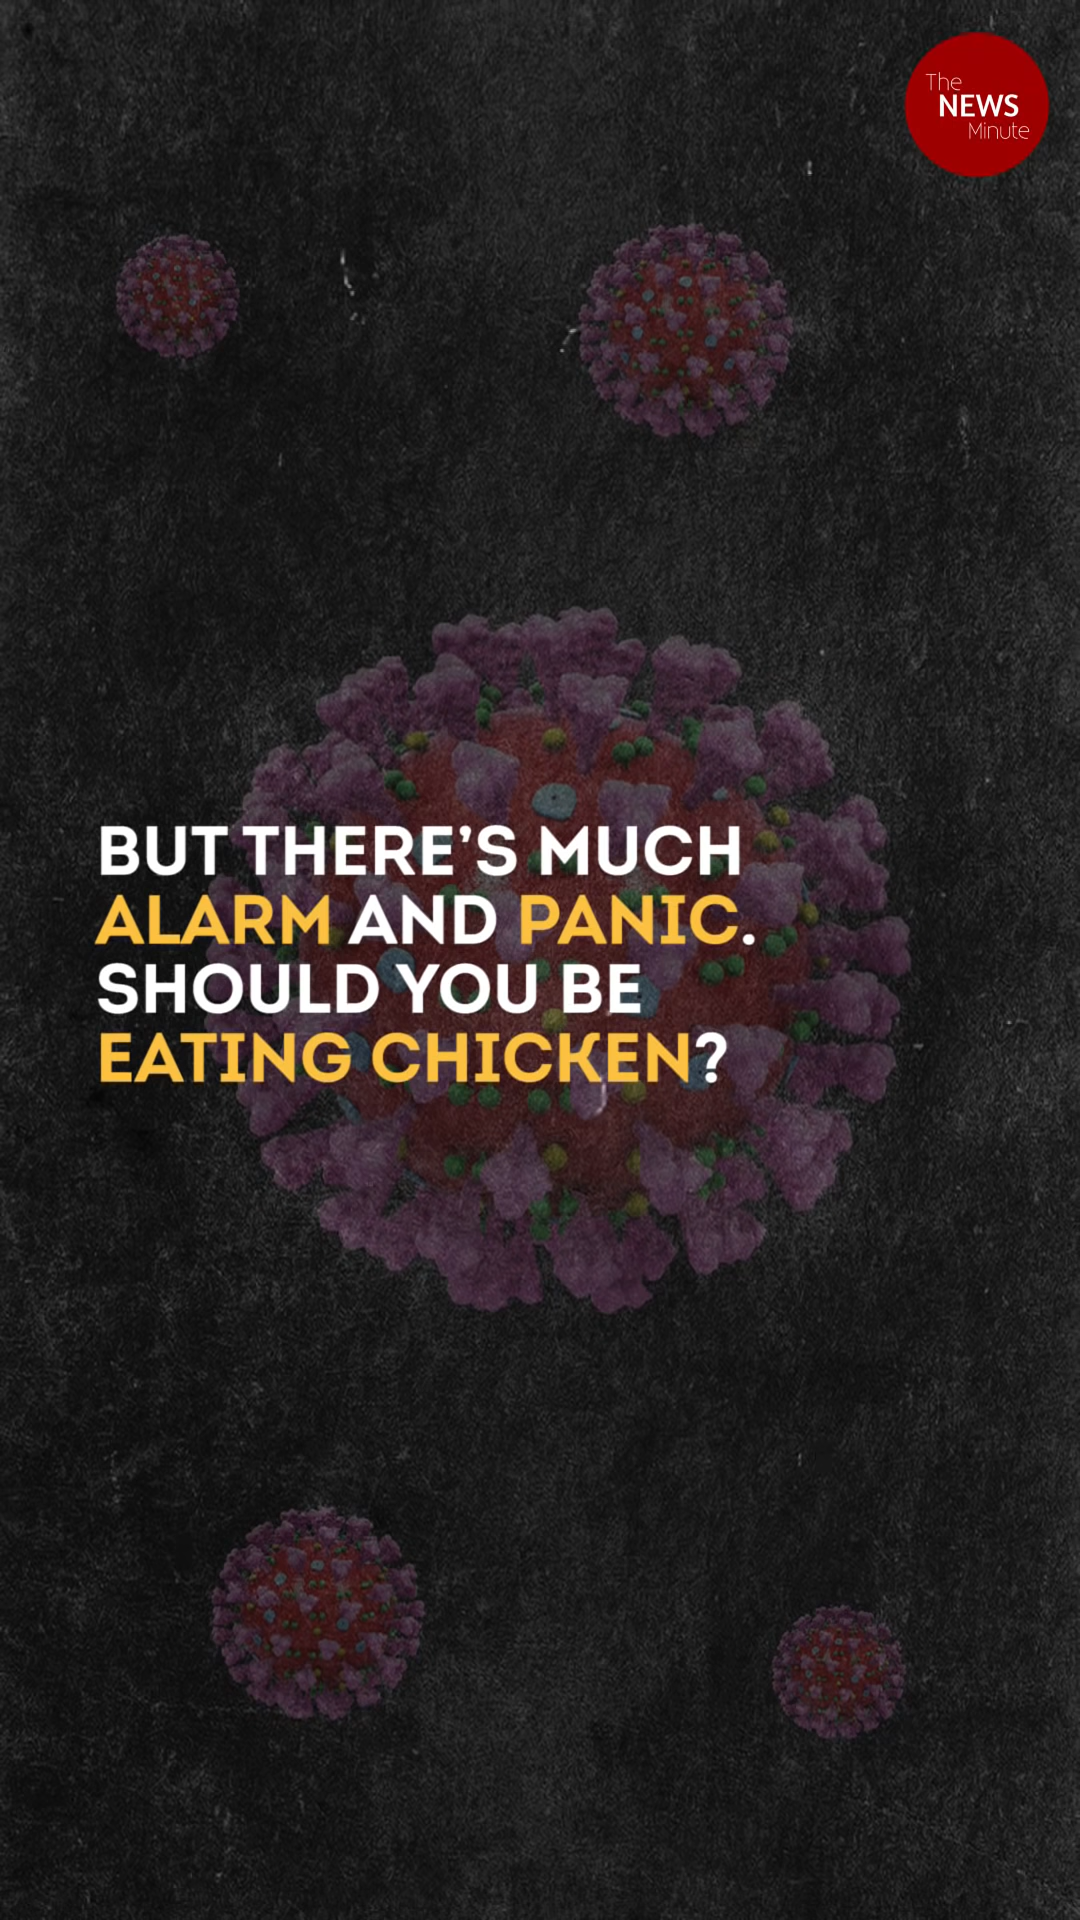 The
NEWS
Minute
BUT THERE'S MUCH
ALARM AND PANIC.
SHOULD YOU BE
EATING CHICKEN?